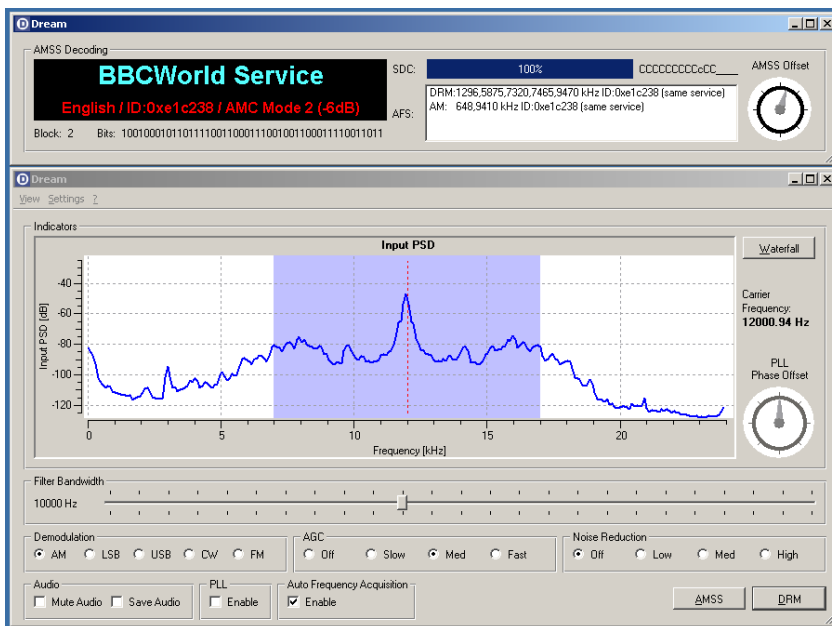 Dream
AMSS Decoding
BBCWorld Service
English / ID:0xe1c238 / AMC Mode 2 (-6dB)
Block: 2 Bits: 10010001011011110011000111001001100011110011011
SDC: 100% CCCCCCCCCcCC___
AFS:
DRM:1296,5875,7320,7465,9470 kHz ID:0xe1c238 (same service)
AM: 648,9410 kHz ID:0xe1c238 (same service)
AMSS Offset
Dream
View Settings ?
Indicators
Input PSD
Input PSD [dB]
-40
-60
-80
-100
-120
0 5 10 15 20
Frequency [kHz]
Waterfall
Carrier
Frequency:
12000.94 Hz
PLL
Phase Offset
Filter Bandwidth
10000 Hz
Demodulation
AM LSB USB CW FM
AGC
Off Slow Med Fast
Noise Reduction
Off Low Med High
Audio
Mute Audio Save Audio
PLL
Enable
Auto Frequency Acquisition
Enable
AMSS
DRM